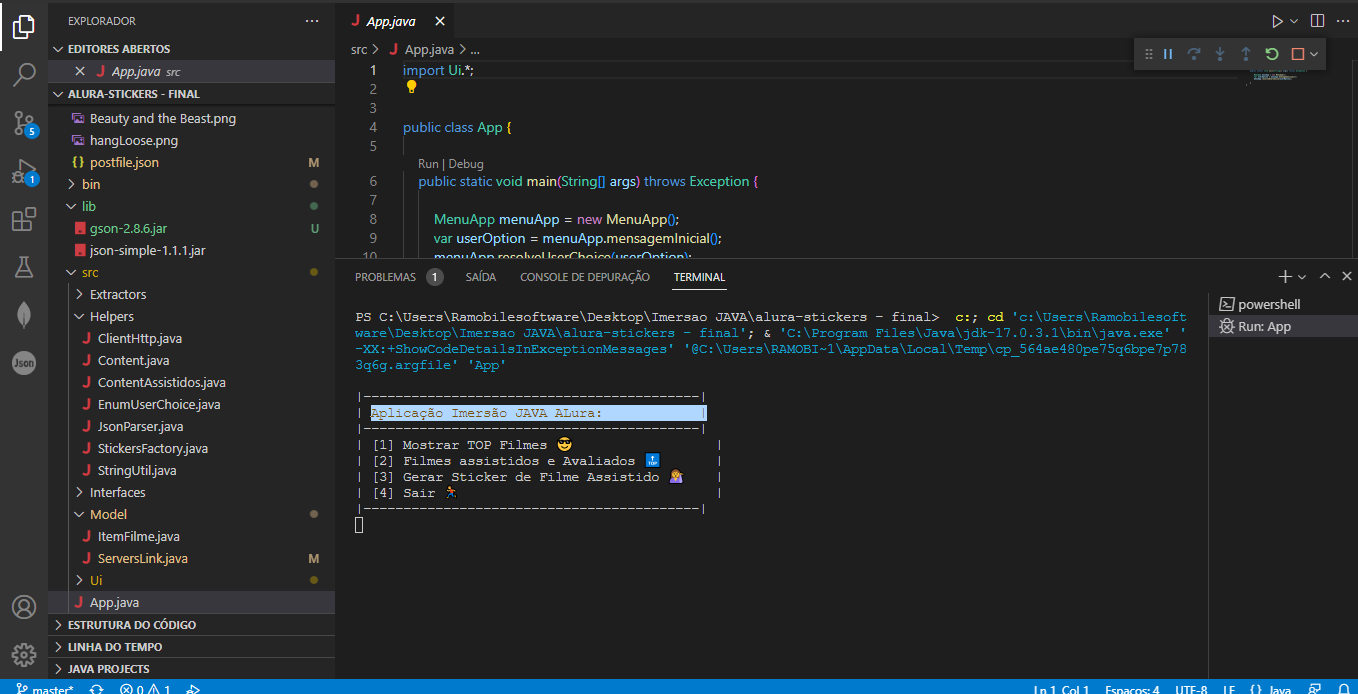 EXPLORADOR
EDITORES ABERTOS
App.java src
ALURA-STICKERS - FINAL
Beauty and the Beast.png
hangLoose.png
postfile.json M
bin
lib
gson-2.8.6.jar U
json-simple-1.1.1.jar
src
Extractors
Helpers
ClientHttp.java
Content.java
ContentAssistidos.java
EnumUserChoice.java
JsonParser.java
StickersFactory.java
StringUtil.java
Interfaces
Model
ItemFilme.java
ServersLink.java M
Ui
App.java
ESTRUTURA DO CÓDIGO
LINHA DO TEMPO
JAVA PROJECTS
5
1
Json
App.java
src > App.java > ...
1 import Ui.*;
2
3
4 public class App {
5
Run | Debug
6 public static void main(String[] args) throws Exception {
7
8 MenuApp menuApp = new MenuApp();
9 var userOption = menuApp.mensagemInicial();
10 menuApp.resolveUserChoice(userOption);
PROBLEMAS 1 SAÍDA CONSOLE DE DEPURAÇÃO TERMINAL
PS C:\Users\Ramobilesoftware\Desktop\Imersao JAVA\alura-stickers - final>  c:; cd 'c:\Users\Ramobilesoft
ware\Desktop\Imersao JAVA\alura-stickers - final'; & 'C:\Program Files\Java\jdk-17.0.3.1\bin\java.exe' '
-XX:+ShowCodeDetailsInExceptionMessages' '@C:\Users\RAMOBI~1\AppData\Local\Temp\cp_564ae480pe75q6bpe7p78
3q6g.argfile' 'App'
|------------------------------------------|
| Aplicação Imersão JAVA ALura: |
|------------------------------------------|
| [1] Mostrar TOP Filmes 😎 |
| [2] Filmes assistidos e Avaliados 🔝 |
| [3] Gerar Sticker de Filme Assistido 💁 |
| [4] Sair 🏃 |
|------------------------------------------|
powershell
Run: App
master* 0 1 Ln 1, Col 1 Espaços: 4 UTF-8 LF {} Java